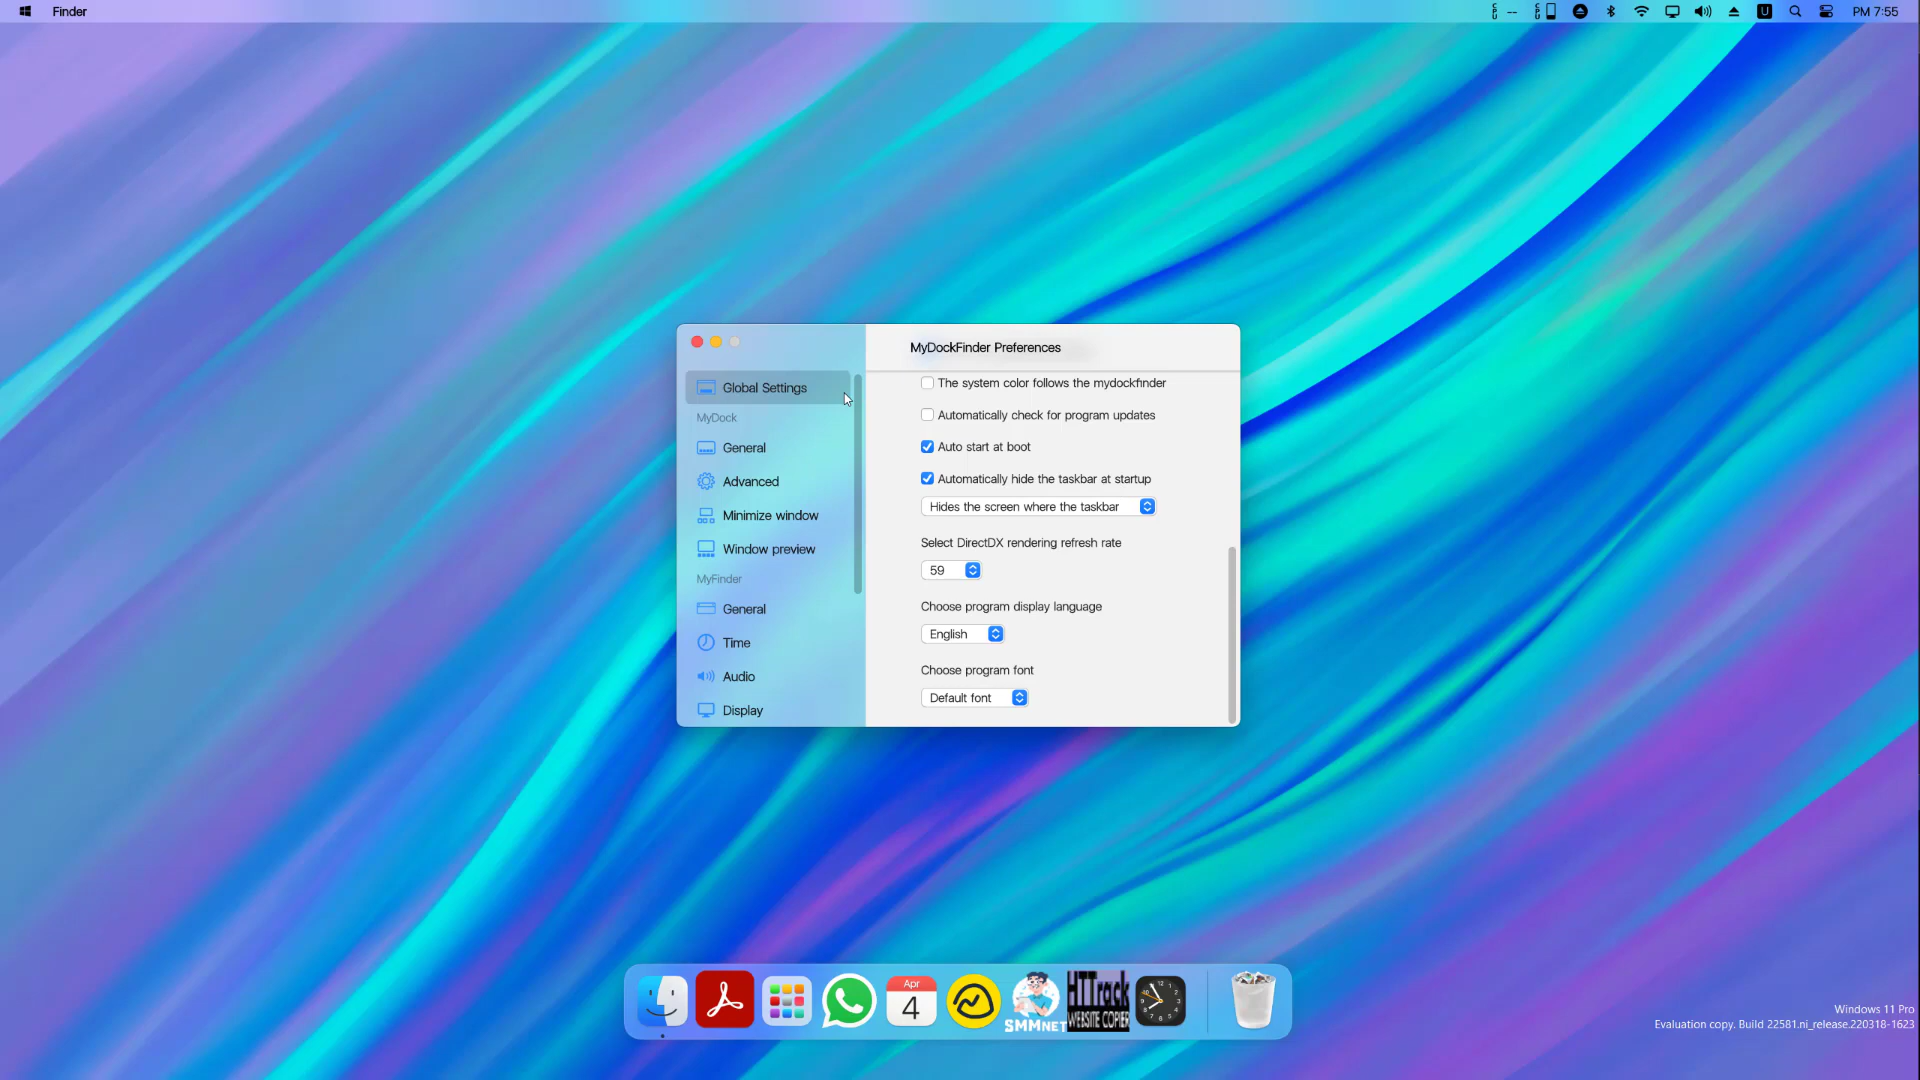 Finder
CPU --
CPU
U
PM 7:55
MyDockFinder Preferences
Global Settings
MyDock
General
Advanced
Minimize window
Window preview
MyFinder
General
Time
Audio
Display
The system color follows the mydockfinder
Automatically check for program updates
Auto start at boot
Automatically hide the taskbar at startup
Hides the screen where the taskbar
Select DirectDX rendering refresh rate
59
Choose program display language
English
Choose program font
Default font
Apr
4
SMMNET
HTTrack
WEBSITE COPIER
Windows 11 Pro
Evaluation copy. Build 22581.ni_release.220318-1623